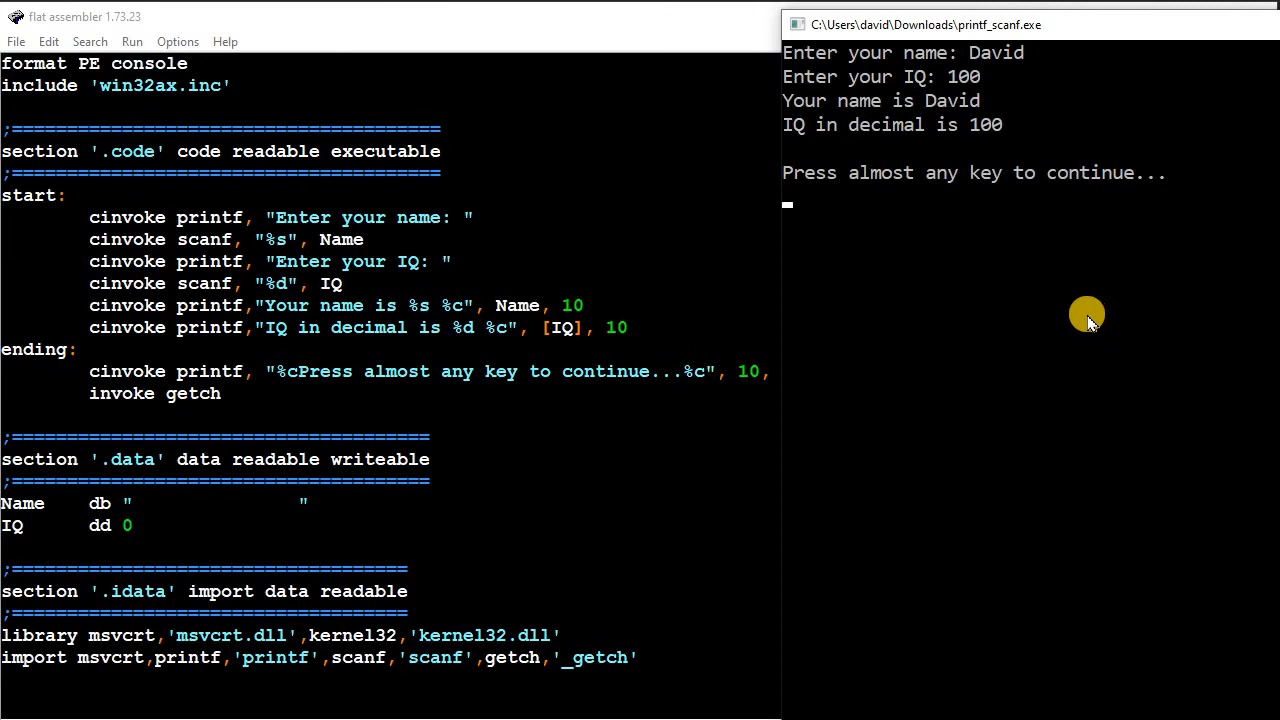 flat assembler 1.73.23
File Edit Search Run Options Help
format PE console
include 'win32ax.inc'
;=======================================
section '.code' code readable executable
;=======================================
start:
cinvoke printf, "Enter your name: "
cinvoke scanf, "%s", Name
cinvoke printf, "Enter your IQ: "
cinvoke scanf, "%d", IQ
cinvoke printf,"Your name is %s %c", Name, 10
cinvoke printf,"IQ in decimal is %d %c", [IQ], 10
ending:
cinvoke printf, "%cPress almost any key to continue...%c", 10,
invoke getch
;======================================
section '.data' data readable writeable
;======================================
Name    db "               "
IQ      dd 0
;====================================
section '.idata' import data readable
;====================================
library msvcrt,'msvcrt.dll',kernel32,'kernel32.dll'
import msvcrt,printf,'printf',scanf,'scanf',getch,'_getch'
C:\Users\david\Downloads\printf_scanf.exe
Enter your name: David
Enter your IQ: 100
Your name is David
IQ in decimal is 100
Press almost any key to continue...